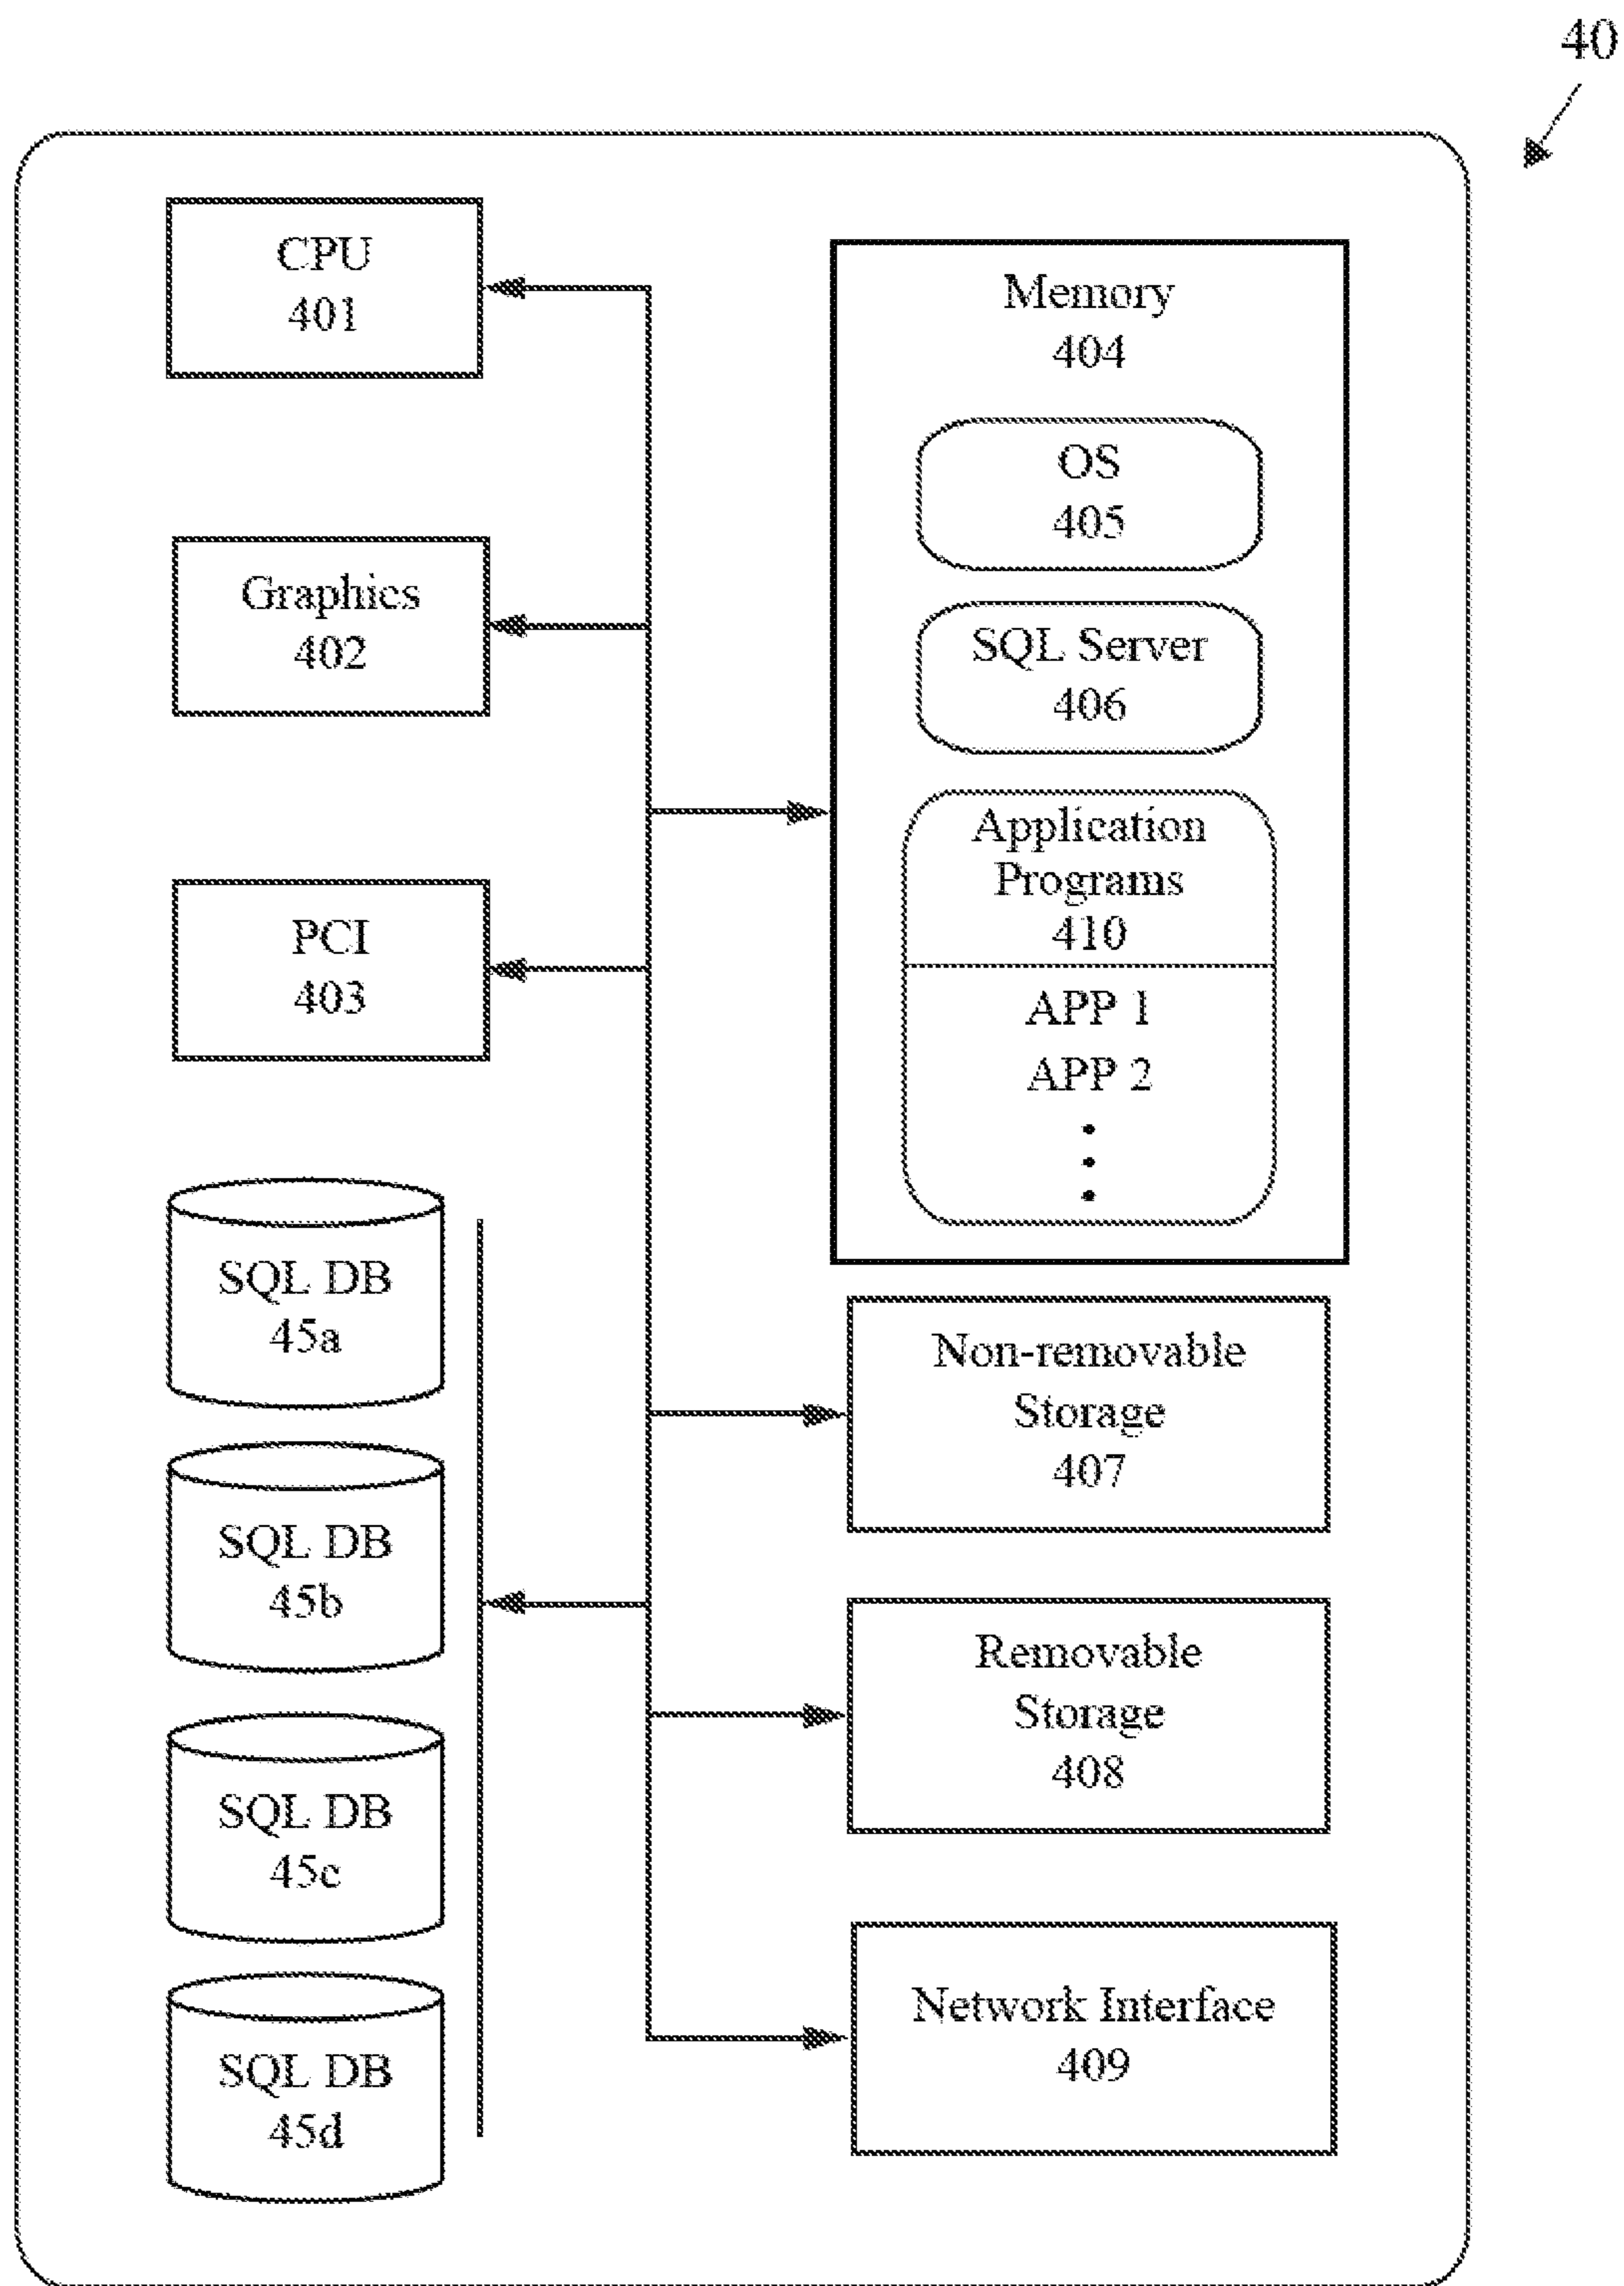 40
CPU
401
Graphics
402
PCI
403
SQL DB
45a
SQL DB
45b
SQL DB
45c
SQL DB
45d
Memory
404
OS
405
SQL Server
406
Application
Programs
410
APP 1
APP 2
Non-removable
Storage
407
Removable
Storage
408
Network Interface
409